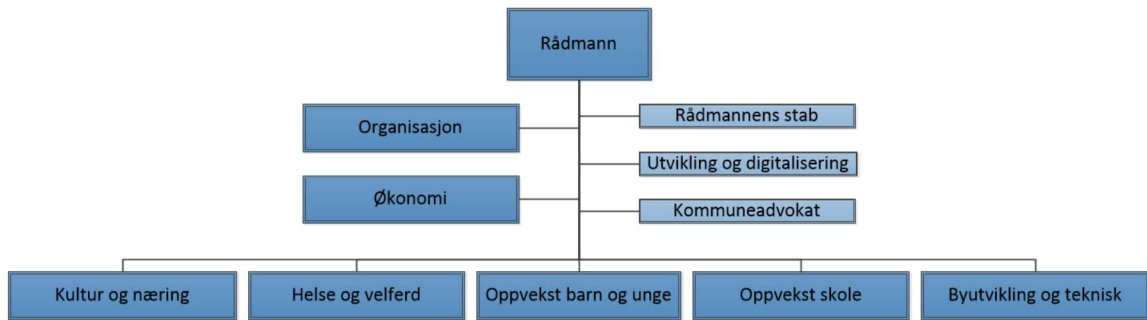 Rådmann
Organisasjon
Rådmannens stab
Utvikling og digitalisering
Økonomi
Kommuneadvokat
Kultur og næring
Helse og velferd
Oppvekst barn og unge
Oppvekst skole
Byutvikling og teknisk